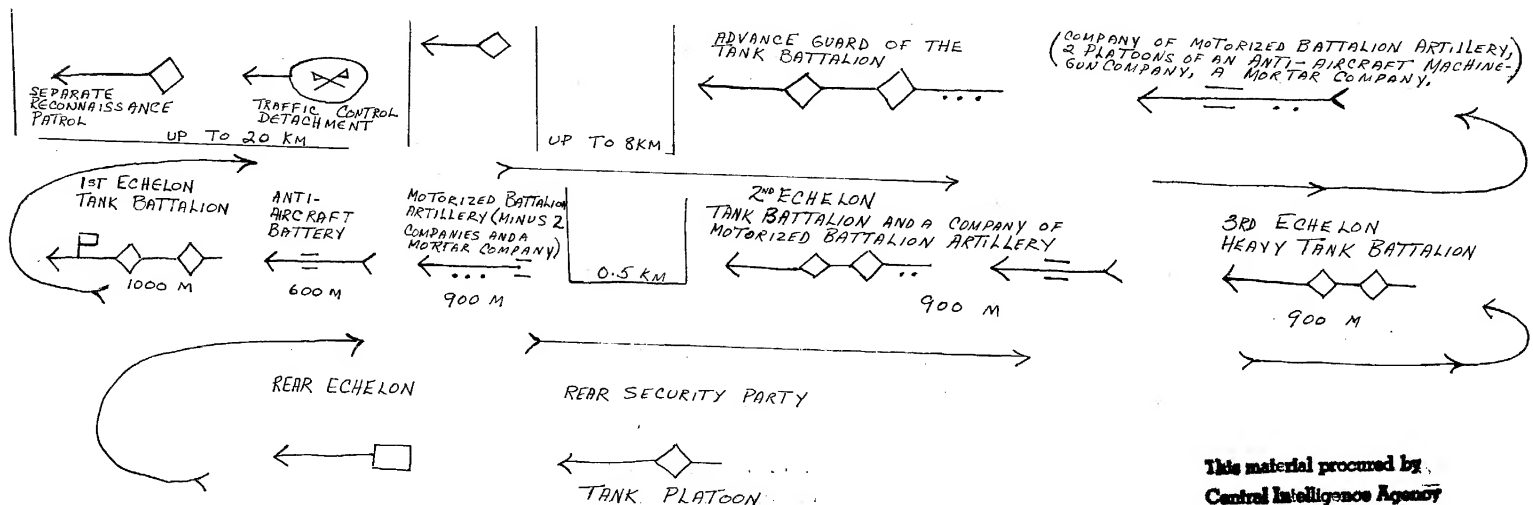 SEPARATE
RECONNAISSANCE
PATROL
TRAFFIC CONTROL
DETACHMENT
UP TO 20 KM
UP TO 8KM
ADVANCE GUARD OF THE
TANK BATTALION
(COMPANY OF MOTORIZED BATTALION ARTILLERY,
2 PLATOONS OF AN ANTI-AIRCRAFT MACHINE-
GUN COMPANY, A MORTAR COMPANY.)
1ST ECHELON
TANK BATTALION
1000 M
ANTI-
AIRCRAFT
BATTERY
600 M
MOTORIZED BATTALION
ARTILLERY (MINUS 2
COMPANIES AND A
MORTAR COMPANY)
900 M
0.5 KM
2ND ECHELON
TANK BATTALION AND A COMPANY OF
MOTORIZED BATTALION ARTILLERY
900 M
3RD ECHELON
HEAVY TANK BATTALION
900 M
REAR ECHELON
REAR SECURITY PARTY
TANK PLATOON
This material procured by
Central Intelligence Agency